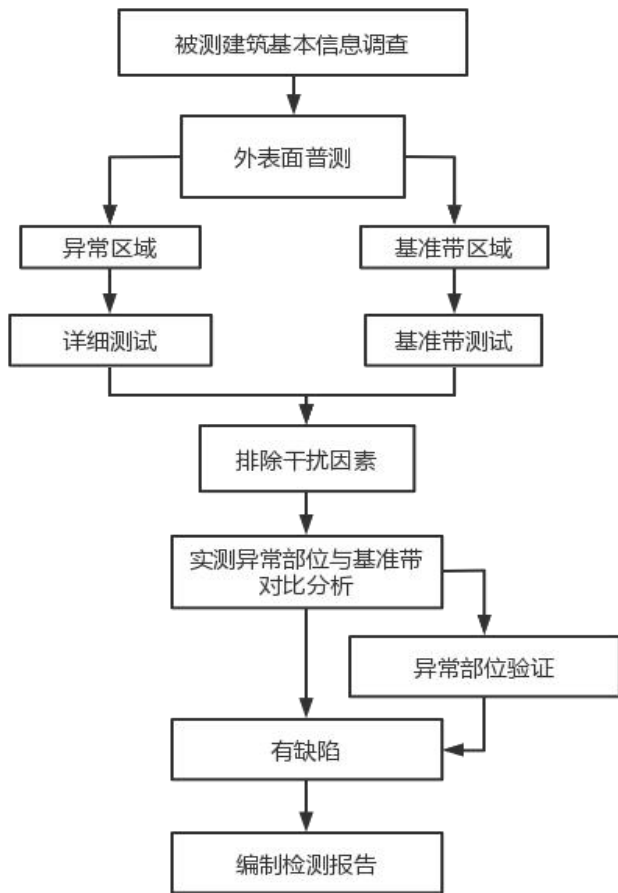 被测建筑基本信息调查
外表面普测
异常区域
基准带区域
详细测试
基准带测试
排除干扰因素
实测异常部位与基准带
对比分析
异常部位验证
有缺陷
编制检测报告